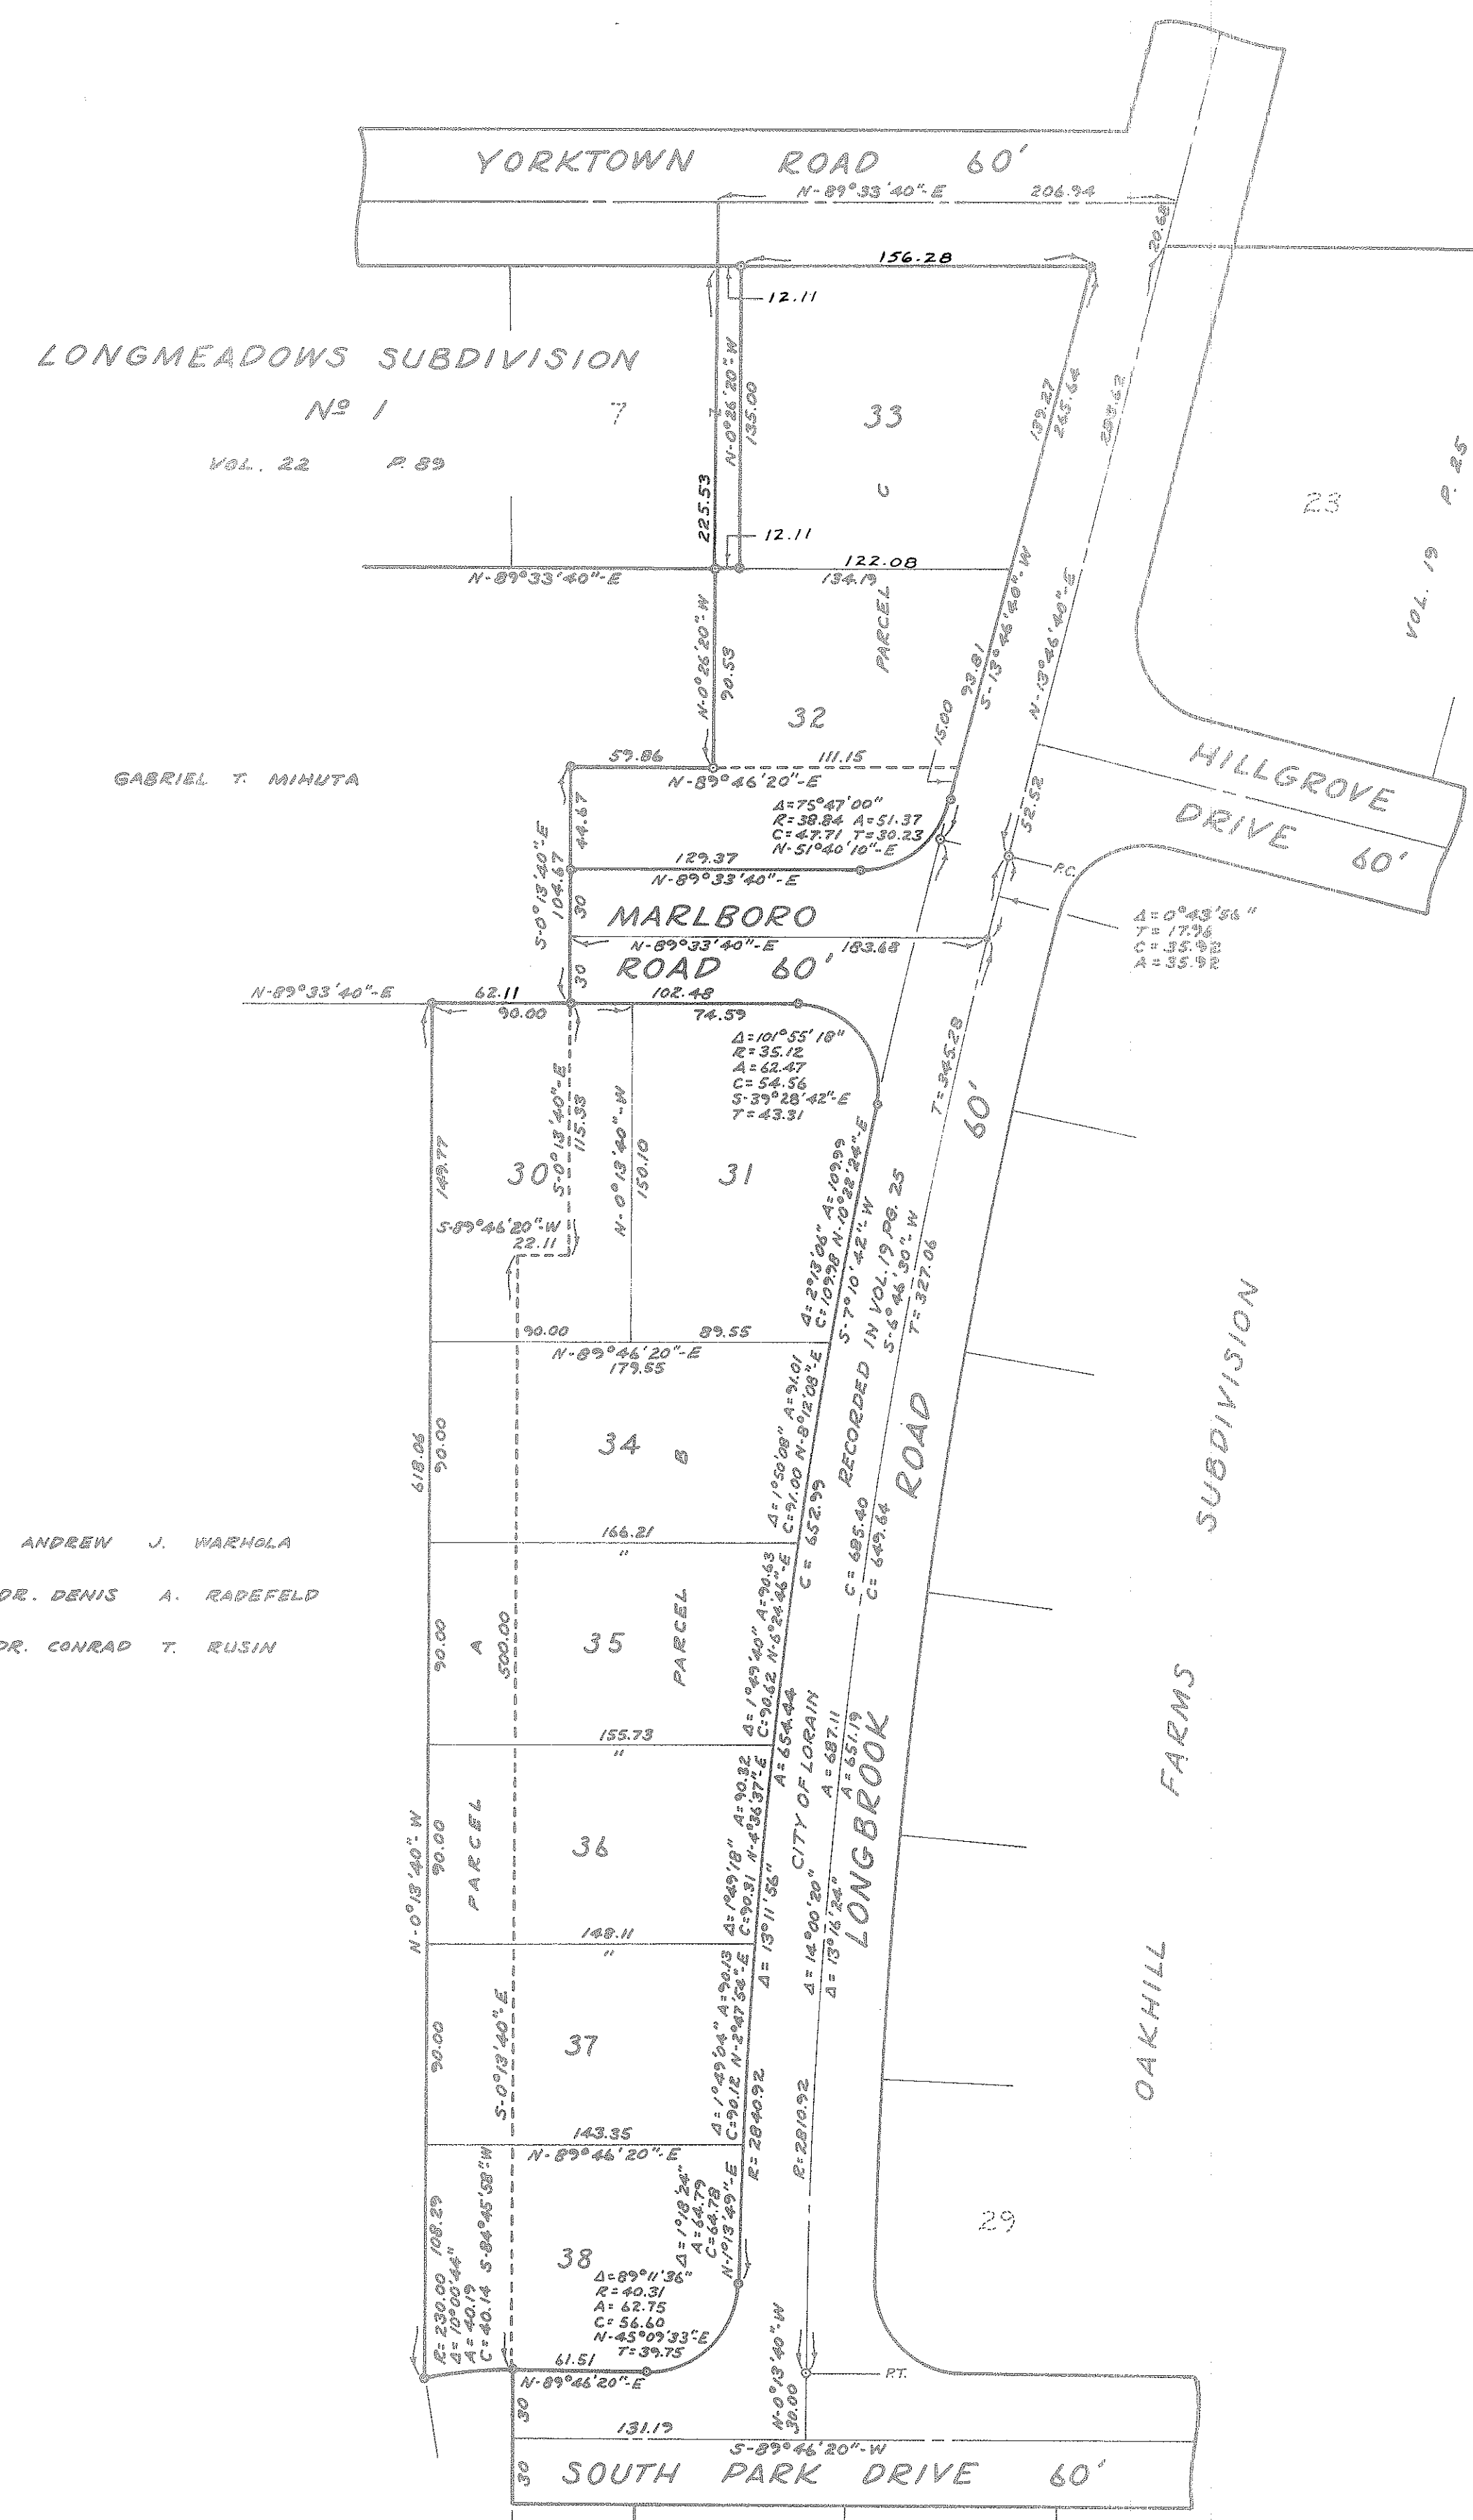 YORKTOWN ROAD 60'
N-89°33'40"-E 206.94
20.68
156.28
12.11
LONGMEADOWS SUBDIVISION
Nº 1 7
VOL. 22 P. 89
N-0°26'20"-W
135.00
225.53
33
C
139.27
265.64
23
VOL. 19 P. 25
12.11
N-89°33'40"-E
122.08
134.19
PARCEL
N-0°26'20"-W
90.53
32
93.81
S-13°46'40"-W
N-13°46'40"-E
15.00
HILLGROVE
DRIVE 60'
GABRIEL T. MIHUTA
59.86
111.15
N-89°46'20"-E
Δ=75°47'00"
R=38.84 A=51.37
C=47.71 T=30.23
N-51°40'10"-E
52.52
P.C.
S-0°13'40"-E
104.67
44.67
129.37
N-89°33'40"-E
30
MARLBORO
N-89°33'40"-E 183.68
ROAD 60'
30
Δ=0°43'56"
T=17.96
C=35.92
A=35.92
N-89°33'40"-E
62.11
90.00
102.48
74.59
Δ=101°55'18"
R=35.12
A=62.47
C=54.56
S-39°28'42"-E
T=43.31
149.77
30
S-0°13'40"-E
115.33
N-0°13'40"-W
150.10
31
S-89°46'20"-W
22.11
Δ=2°13'06" A=109.99
C=109.98 N-10°22'24"-E
S-7°10'42"-W
RECORDED IN VOL. 19 PG. 25
S-6°46'30"-W
T=345.28
T=327.06
60'
90.00
89.55
N-89°46'20"-E
179.55
618.06
90.00
34
B
Δ=1°50'08" A=91.01
C=91.00 N-8°12'08"-E
C=652.99
C=685.40
C=649.64
ROAD
SUBDIVISION
ANDREW J. WARHOLA
DR. DENIS A. RADEFELD
DR. CONRAD T. RUSIN
166.21
"
90.00
A
500.00
35
PARCEL
Δ=1°49'40" A=90.63
C=90.62 N-6°24'46"-E
A=654.44
CITY OF LORAIN
A=687.11
A=651.19
LONGBROOK
FARMS
155.73
"
N-0°13'40"-W
90.00
PARCEL
36
Δ=1°49'18" A=90.32
C=90.31 N-4°36'37"-E
Δ=13°11'56"
Δ=14°00'20"
Δ=13°16'24"
148.11
"
90.00
S-0°13'40"-E
37
Δ=1°49'04" A=90.13
C=90.12 N-2°47'54"-E
R=2840.92
R=2810.92
OAKHILL
143.35
N-89°46'20"-E
R=230.00 108.29
Δ=10°00'44"
A=40.19
C=40.14 S-84°45'58"-W
38
Δ=1°18'24"
A=64.79
C=64.78
N-1°13'49"-E
29
Δ=89°11'36"
R=40.31
A=62.75
C=56.60
N-45°09'33"-E
T=39.75
61.51
N-89°46'20"-E
N-0°13'40"-W
30.00
P.T.
30
131.19
S-89°46'20"-W
30
SOUTH PARK DRIVE 60'